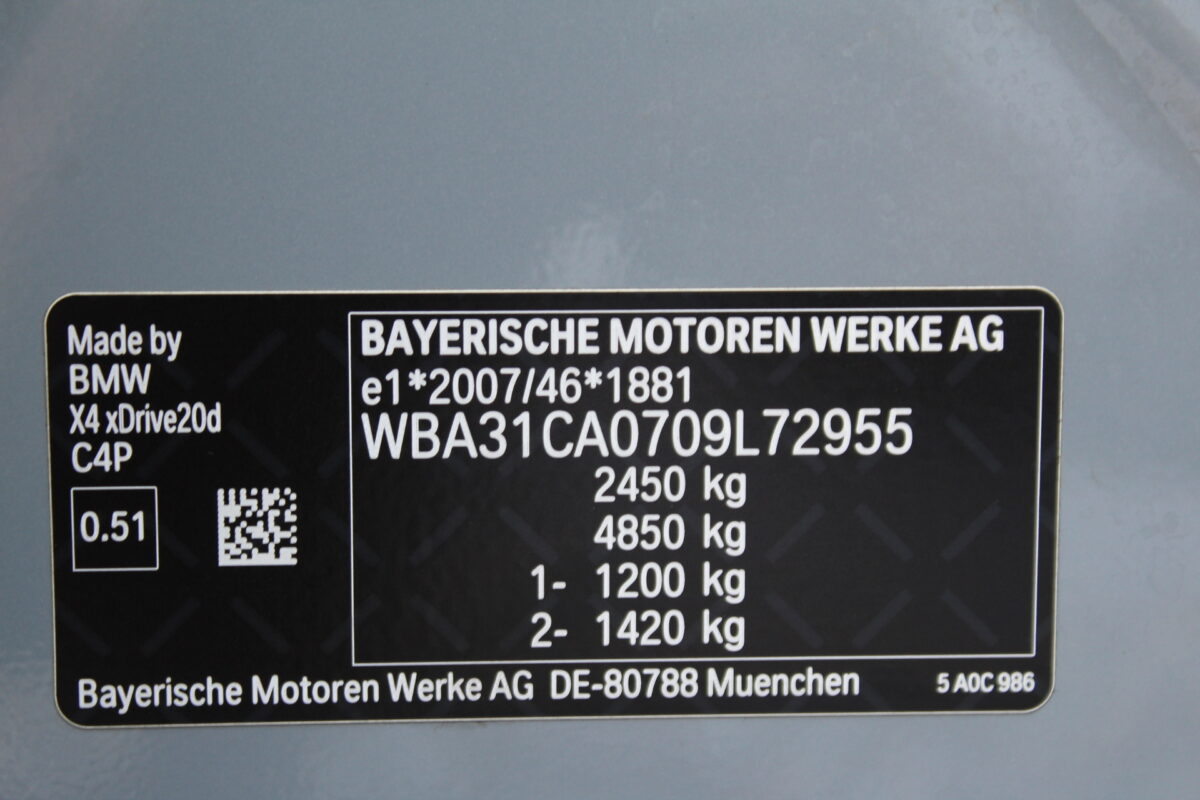 Made by
BMW
X4 xDrive20d
C4P
0.51
BAYERISCHE MOTOREN WERKE AG
e1*2007/46*1881
WBA31CA0709L72955
2450 kg
4850 kg
1- 1200 kg
2- 1420 kg
Bayerische Motoren Werke AG DE-80788 Muenchen
5 A0C 986